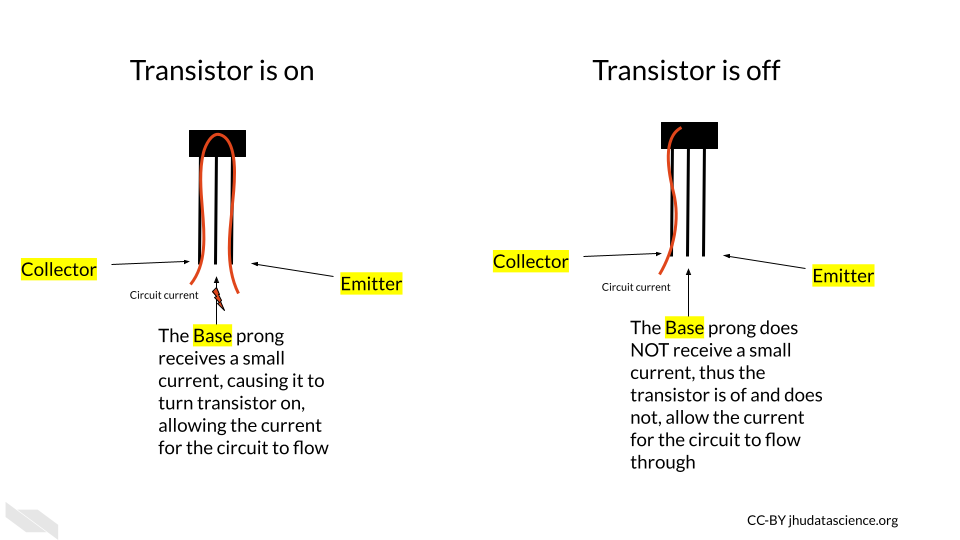 Transistor is on
Transistor is off
Collector
Emitter
Circuit current
The Base prong
receives a small
current, causing it to
turn transistor on,
allowing the current
for the circuit to flow
Collector
Emitter
Circuit current
The Base prong does
NOT receive a small
current, thus the
transistor is of and does
not, allow the current
for the circuit to flow
through
CC-BY jhudatascience.org